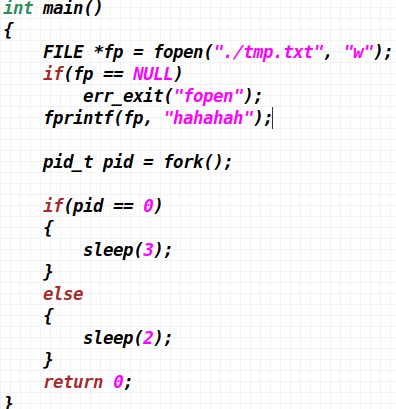 int main()
{
    FILE *fp = fopen("./tmp.txt", "w");
    if(fp == NULL)
        err_exit("fopen");
    fprintf(fp, "hahahah");

    pid_t pid = fork();

    if(pid == 0)
    {
        sleep(3);
    }
    else
    {
        sleep(2);
    }
    return 0;
}